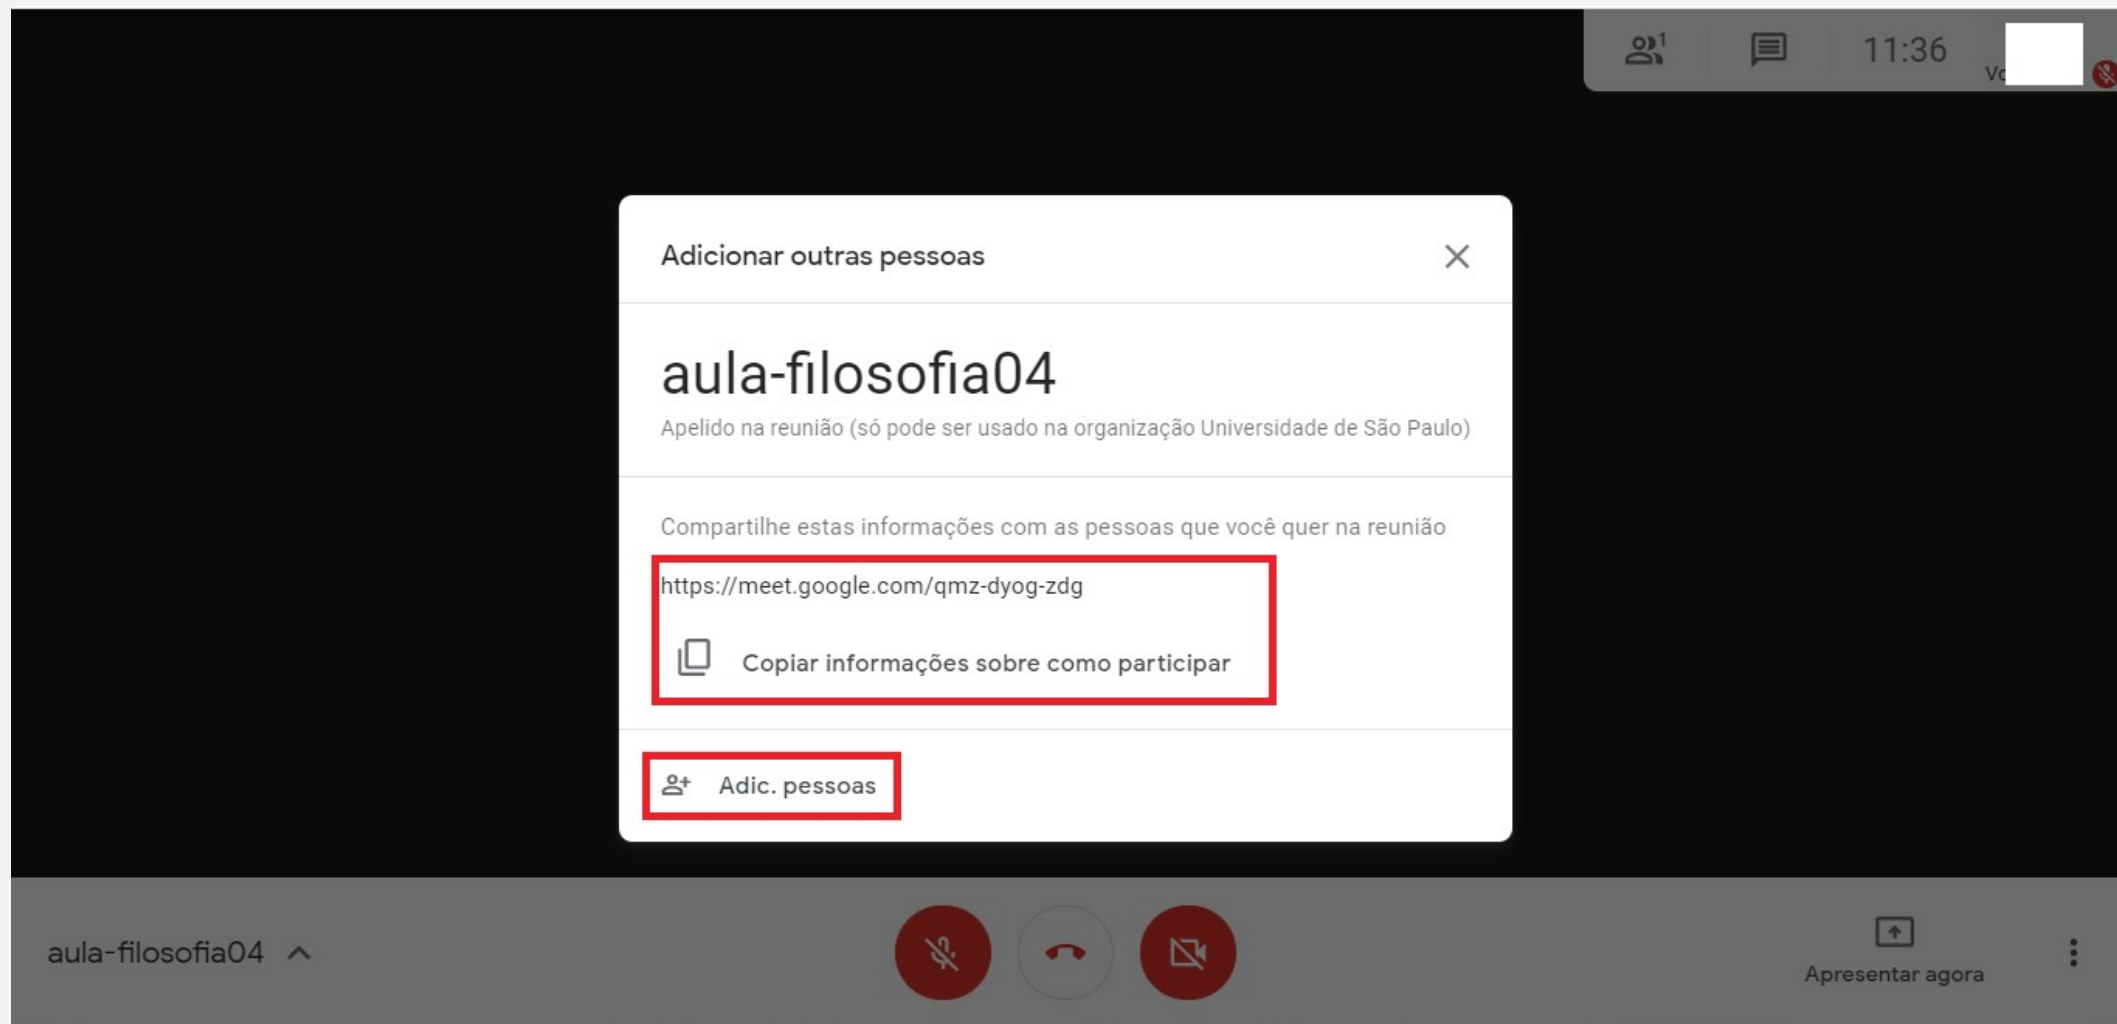 1
11:36
Adicionar outras pessoas
aula-filosofia04
Apelido na reunião (só pode ser usado na organização Universidade de São Paulo)
Compartilhe estas informações com as pessoas que você quer na reunião
https://meet.google.com/qmz-dyog-zdg
Copiar informações sobre como participar
Adic. pessoas
aula-filosofia04
Apresentar agora